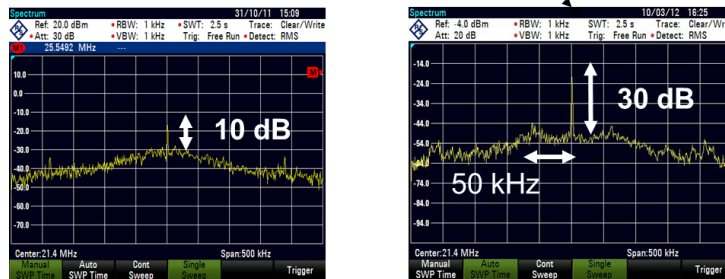 Spectrum 31/10/11 15:09
Ref: 20.0 dBm RBW: 1 kHz SWT: 2.5 s Trace: Clear/Write
Att: 30 dB VBW: 1 kHz Trig: Free Run Detect: RMS
M1 25.5492 MHz ---
M1
10.0
0.0
-10.0
-20.0
-30.0
-40.0
-50.0
-60.0
-70.0
10 dB
Center:21.4 MHz Span:500 kHz
Manual SWP Time
Auto SWP Time
Cont Sweep
Single Sweep
Trigger
Spectrum 10/03/12 16:25
Ref: -4.0 dBm RBW: 1 kHz SWT: 2.5 s Trace: Clear/Write
Att: 20 dB VBW: 1 kHz Trig: Free Run Detect: RMS
-14.0
-24.0
-34.0
-44.0
-54.0
-74.0
-84.0
-94.0
30 dB
50 kHz
Center:21.4 MHz Span:500 kHz
Manual SWP Time
Auto SWP Time
Cont Sweep
Single Sweep
Trigger